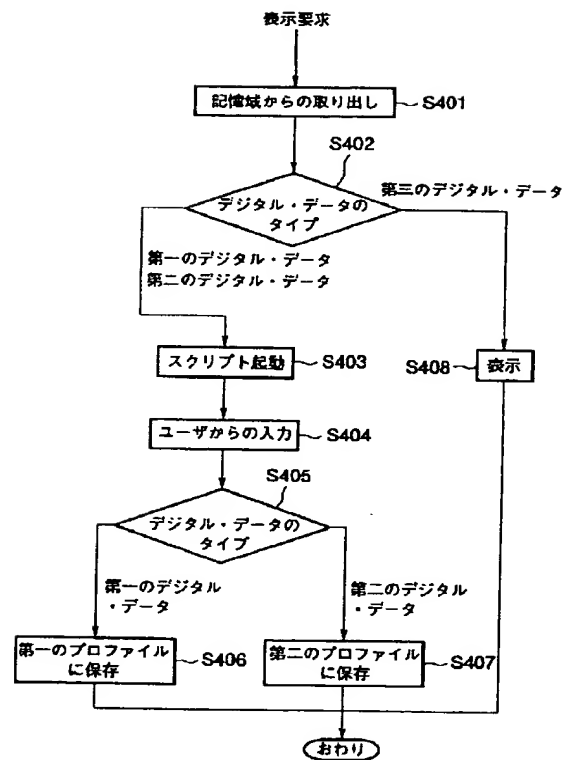 表示要求
記憶域からの取り出し
S401
S402
デジタル・データの
タイプ
第三のデジタル・データ
第一のデジタル・データ
第二のデジタル・データ
スクリプト起動
S403
S408
表示
ユーザからの入力
S404
S405
デジタル・データの
タイプ
第一のデジタル
・データ
第二のデジタル
・データ
第一のプロファイル
に保存
S406
第二のプロファイル
に保存
S407
おわり